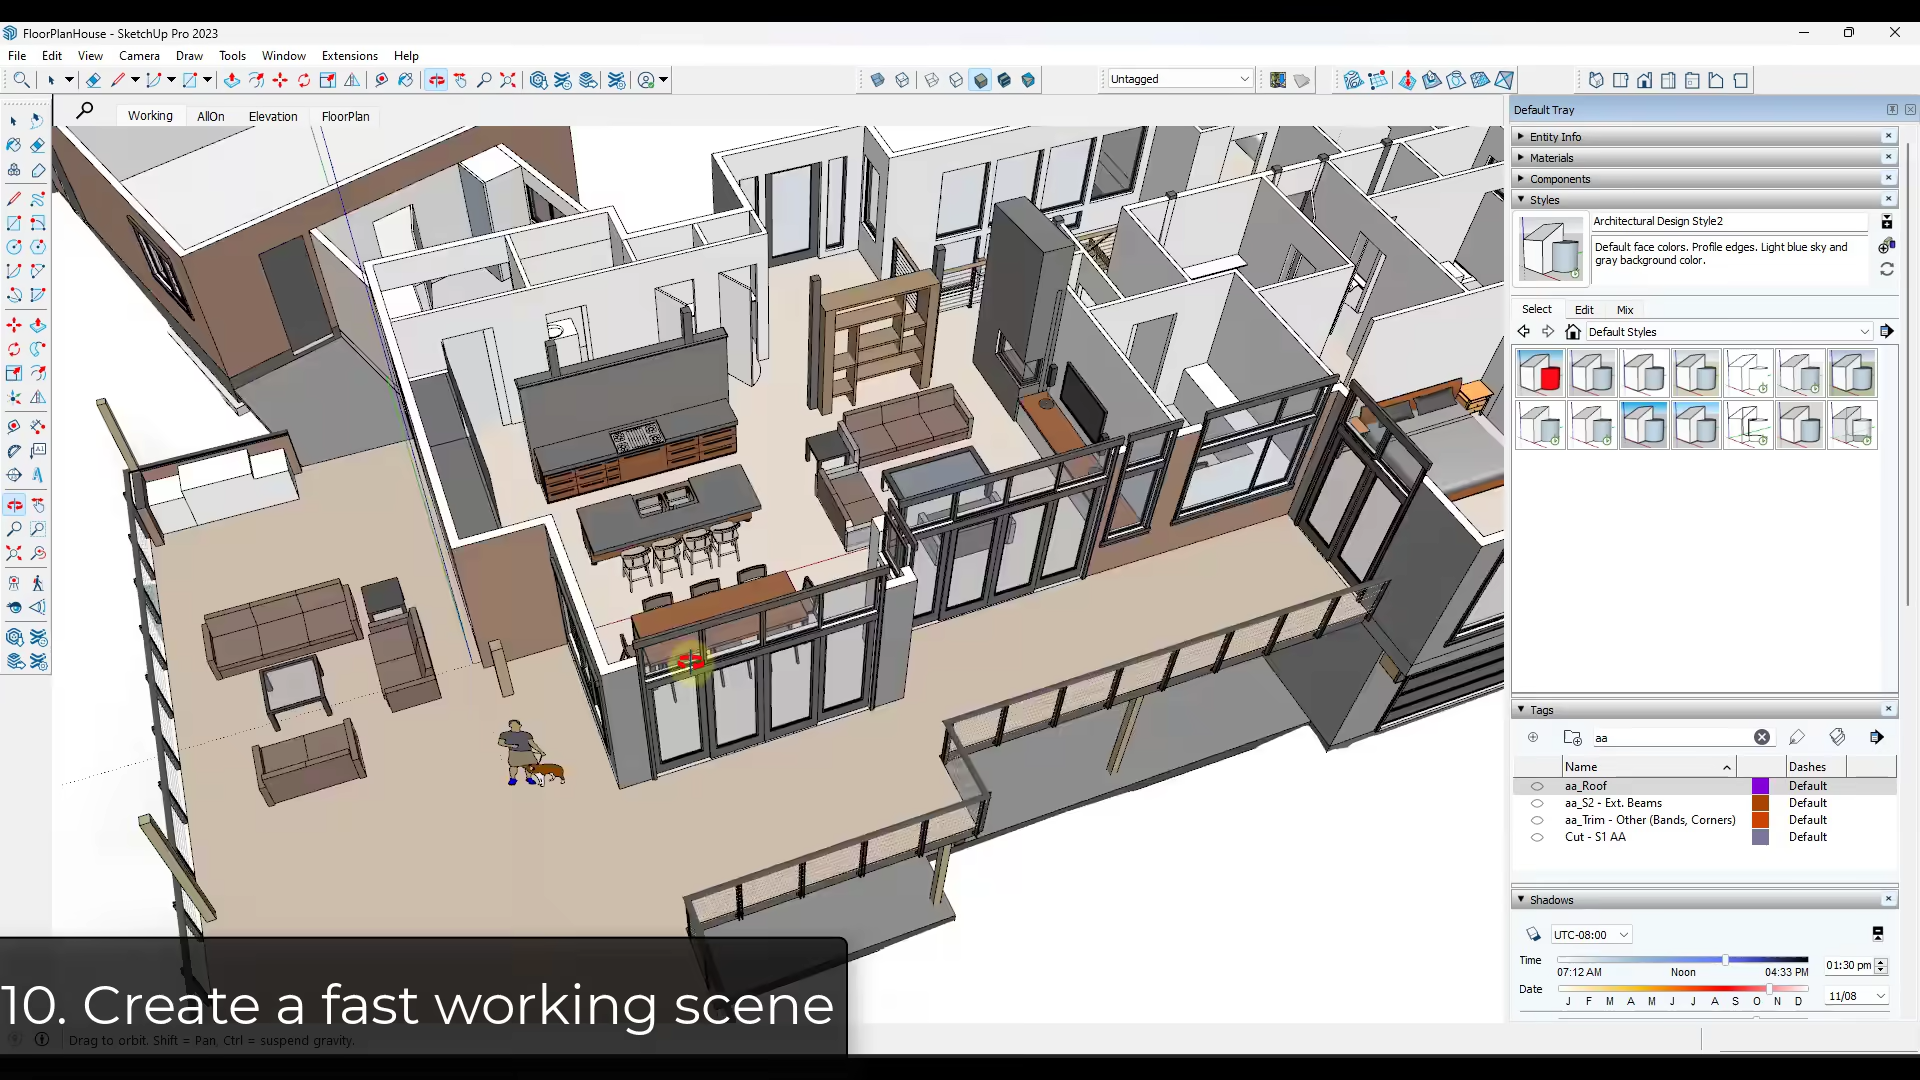 FloorPlanHouse - SketchUp Pro 2023
File Edit View Camera Draw Tools Window Extensions Help
Untagged
Working AllOn Elevation FloorPlan
Default Tray
Entity Info
Materials
Components
Styles
Architectural Design Style2
Default face colors. Profile edges. Light blue sky and
gray background color.
Select Edit Mix
Default Styles
Tags
aa
Name Dashes
aa_Roof Default
aa_S2 - Ext. Beams Default
aa_Trim - Other (Bands, Corners) Default
Cut - S1 AA Default
Shadows
UTC-08:00
Time 07:12 AM Noon 04:33 PM 01:30 pm
Date J F M A M J J A S O N D 11/08
10. Create a fast working scene
Drag to orbit. Shift = Pan, Ctrl = suspend gravity.